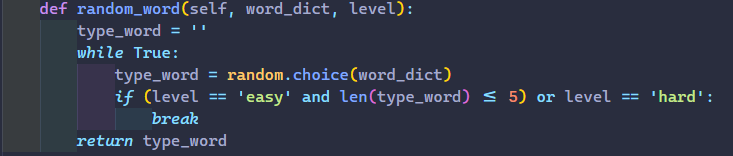 def random_word(self, word_dict, level):
    type_word = ''
    while True:
        type_word = random.choice(word_dict)
        if (level == 'easy' and len(type_word) ≤ 5) or level == 'hard':
            break
    return type_word